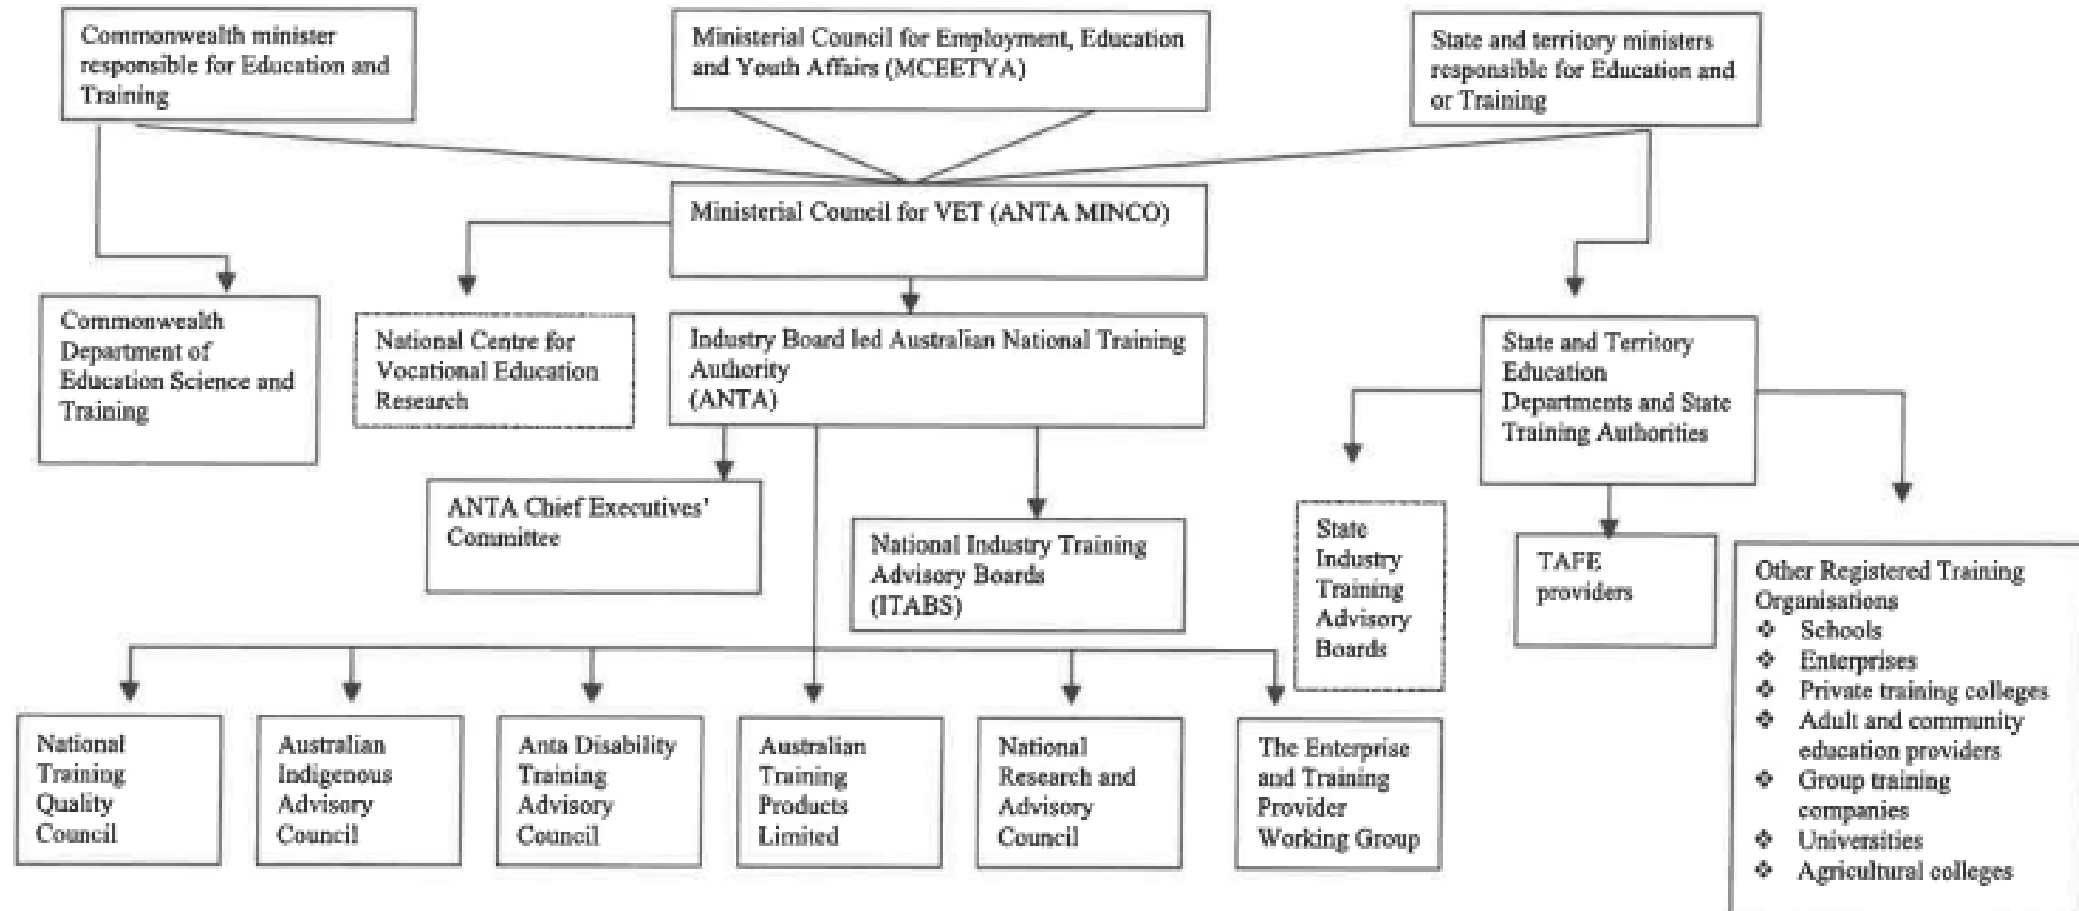 Commonwealth minister
responsible for Education and
Training
Ministerial Council for Employment, Education
and Youth Affairs (MCEETYA)
State and territory ministers
responsible for Education and
or Training
Ministerial Council for VET (ANTA MINCO)
Commonwealth
Department of
Education Science and
Training
National Centre for
Vocational Education
Research
Industry Board led Australian National Training
Authority
(ANTA)
State and Territory
Education
Departments and State
Training Authorities
ANTA Chief Executives'
Committee
National Industry Training
Advisory Boards
(ITABS)
State
Industry
Training
Advisory
Boards
TAFE
providers
Other Registered Training
Organisations
❖ Schools
❖ Enterprises
❖ Private training colleges
❖ Adult and community
education providers
❖ Group training
companies
❖ Universities
❖ Agricultural colleges
National
Training
Quality
Council
Australian
Indigenous
Advisory
Council
Anta Disability
Training
Advisory
Council
Australian
Training
Products
Limited
National
Research and
Advisory
Council
The Enterprise
and Training
Provider
Working Group